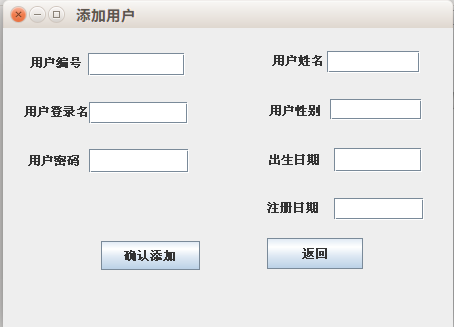 添加用户
用户编号 用户姓名
用户登录名 用户性别
用户密码 出生日期
注册日期
确认添加 返回